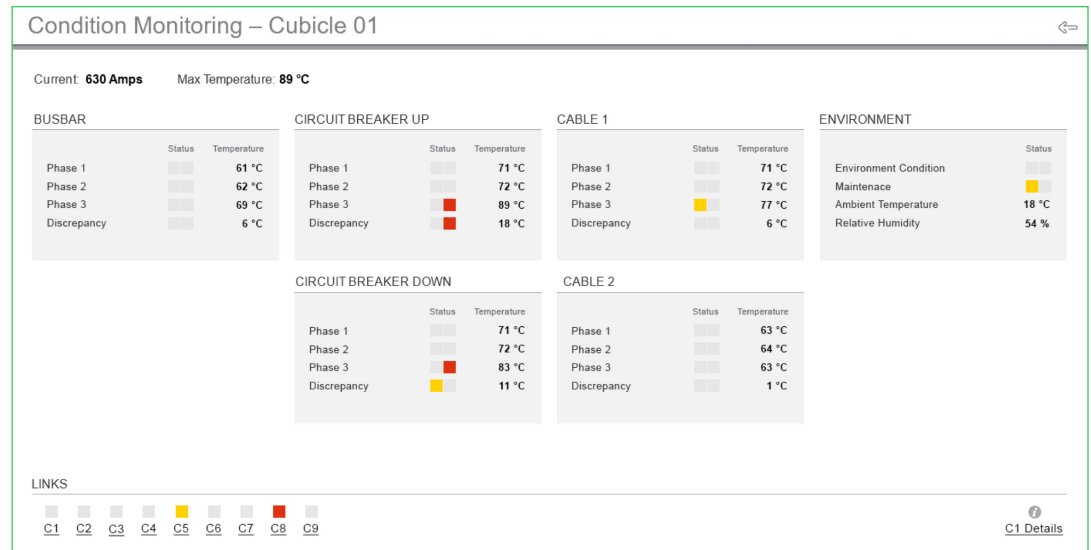 Condition Monitoring – Cubicle 01
Current: 630 Amps Max Temperature: 89 °C
BUSBAR
Status Temperature
Phase 1 61 °C
Phase 2 62 °C
Phase 3 69 °C
Discrepancy 6 °C
CIRCUIT BREAKER UP
Status Temperature
Phase 1 71 °C
Phase 2 72 °C
Phase 3 89 °C
Discrepancy 18 °C
CABLE 1
Status Temperature
Phase 1 71 °C
Phase 2 72 °C
Phase 3 77 °C
Discrepancy 6 °C
ENVIRONMENT
Status
Environment Condition
Maintenace
Ambient Temperature 18 °C
Relative Humidity 54 %
CIRCUIT BREAKER DOWN
Status Temperature
Phase 1 71 °C
Phase 2 72 °C
Phase 3 83 °C
Discrepancy 11 °C
CABLE 2
Status Temperature
Phase 1 63 °C
Phase 2 64 °C
Phase 3 63 °C
Discrepancy 1 °C
LINKS
C1 C2 C3 C4 C5 C6 C7 C8 C9
i
C1 Details